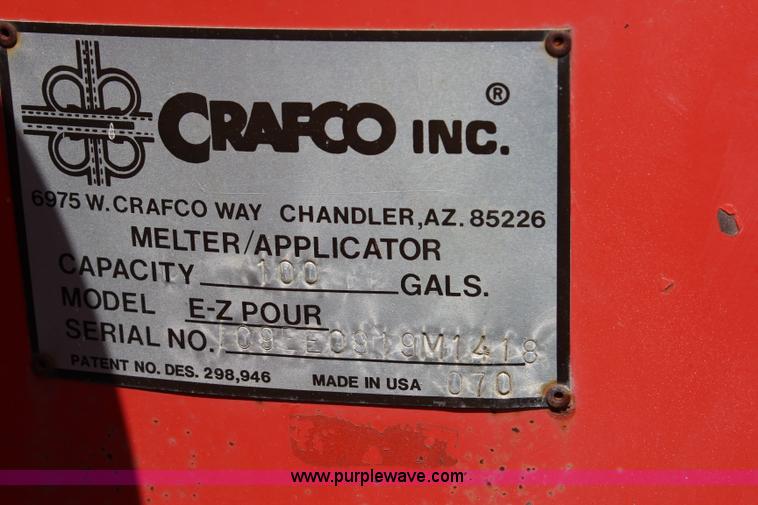 CRAFCO INC.®
6975 W. CRAFCO WAY CHANDLER, AZ. 85226
MELTER/APPLICATOR
CAPACITY 100 GALS.
MODEL E-Z POUR
SERIAL NO.
070
PATENT NO. DES. 298,946 MADE IN USA
www.purplewave.com